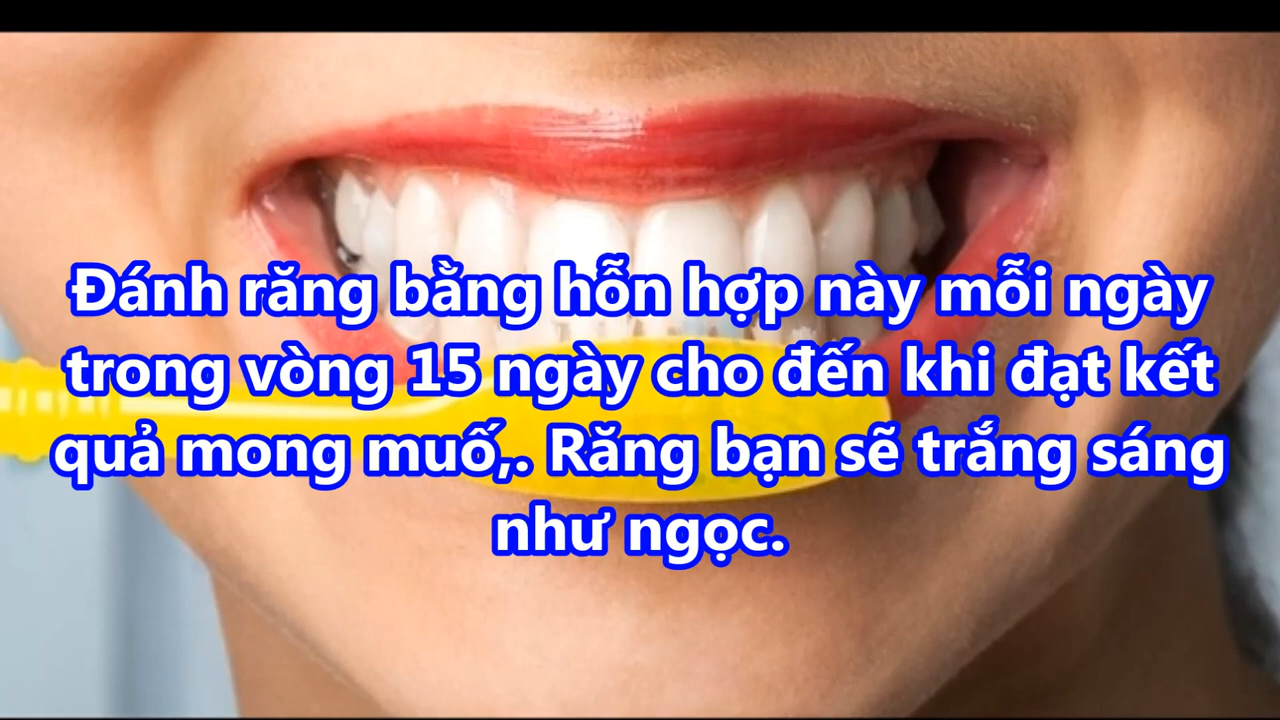 Đánh răng bằng hỗn hợp này mỗi ngày
trong vòng 15 ngày cho đến khi đạt kết
quả mong muố,. Răng bạn sẽ trắng sáng
như ngọc.